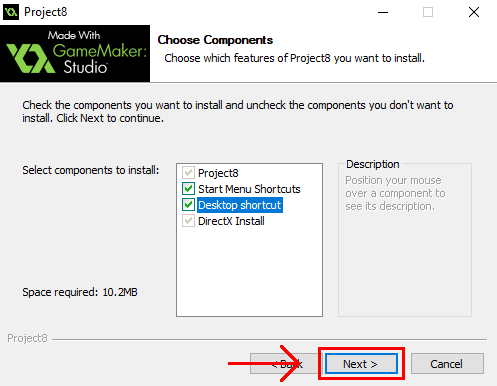 Project8
Made With
GameMaker:
Studio
Choose Components
Choose which features of Project8 you want to install.
Check the components you want to install and uncheck the components you don't want to
install. Click Next to continue.
Select components to install:
Project8
Start Menu Shortcuts
Desktop shortcut
DirectX Install
Description
Position your mouse
over a component to
see its description.
Space required: 10.2MB
Project8
< Back
Next >
Cancel